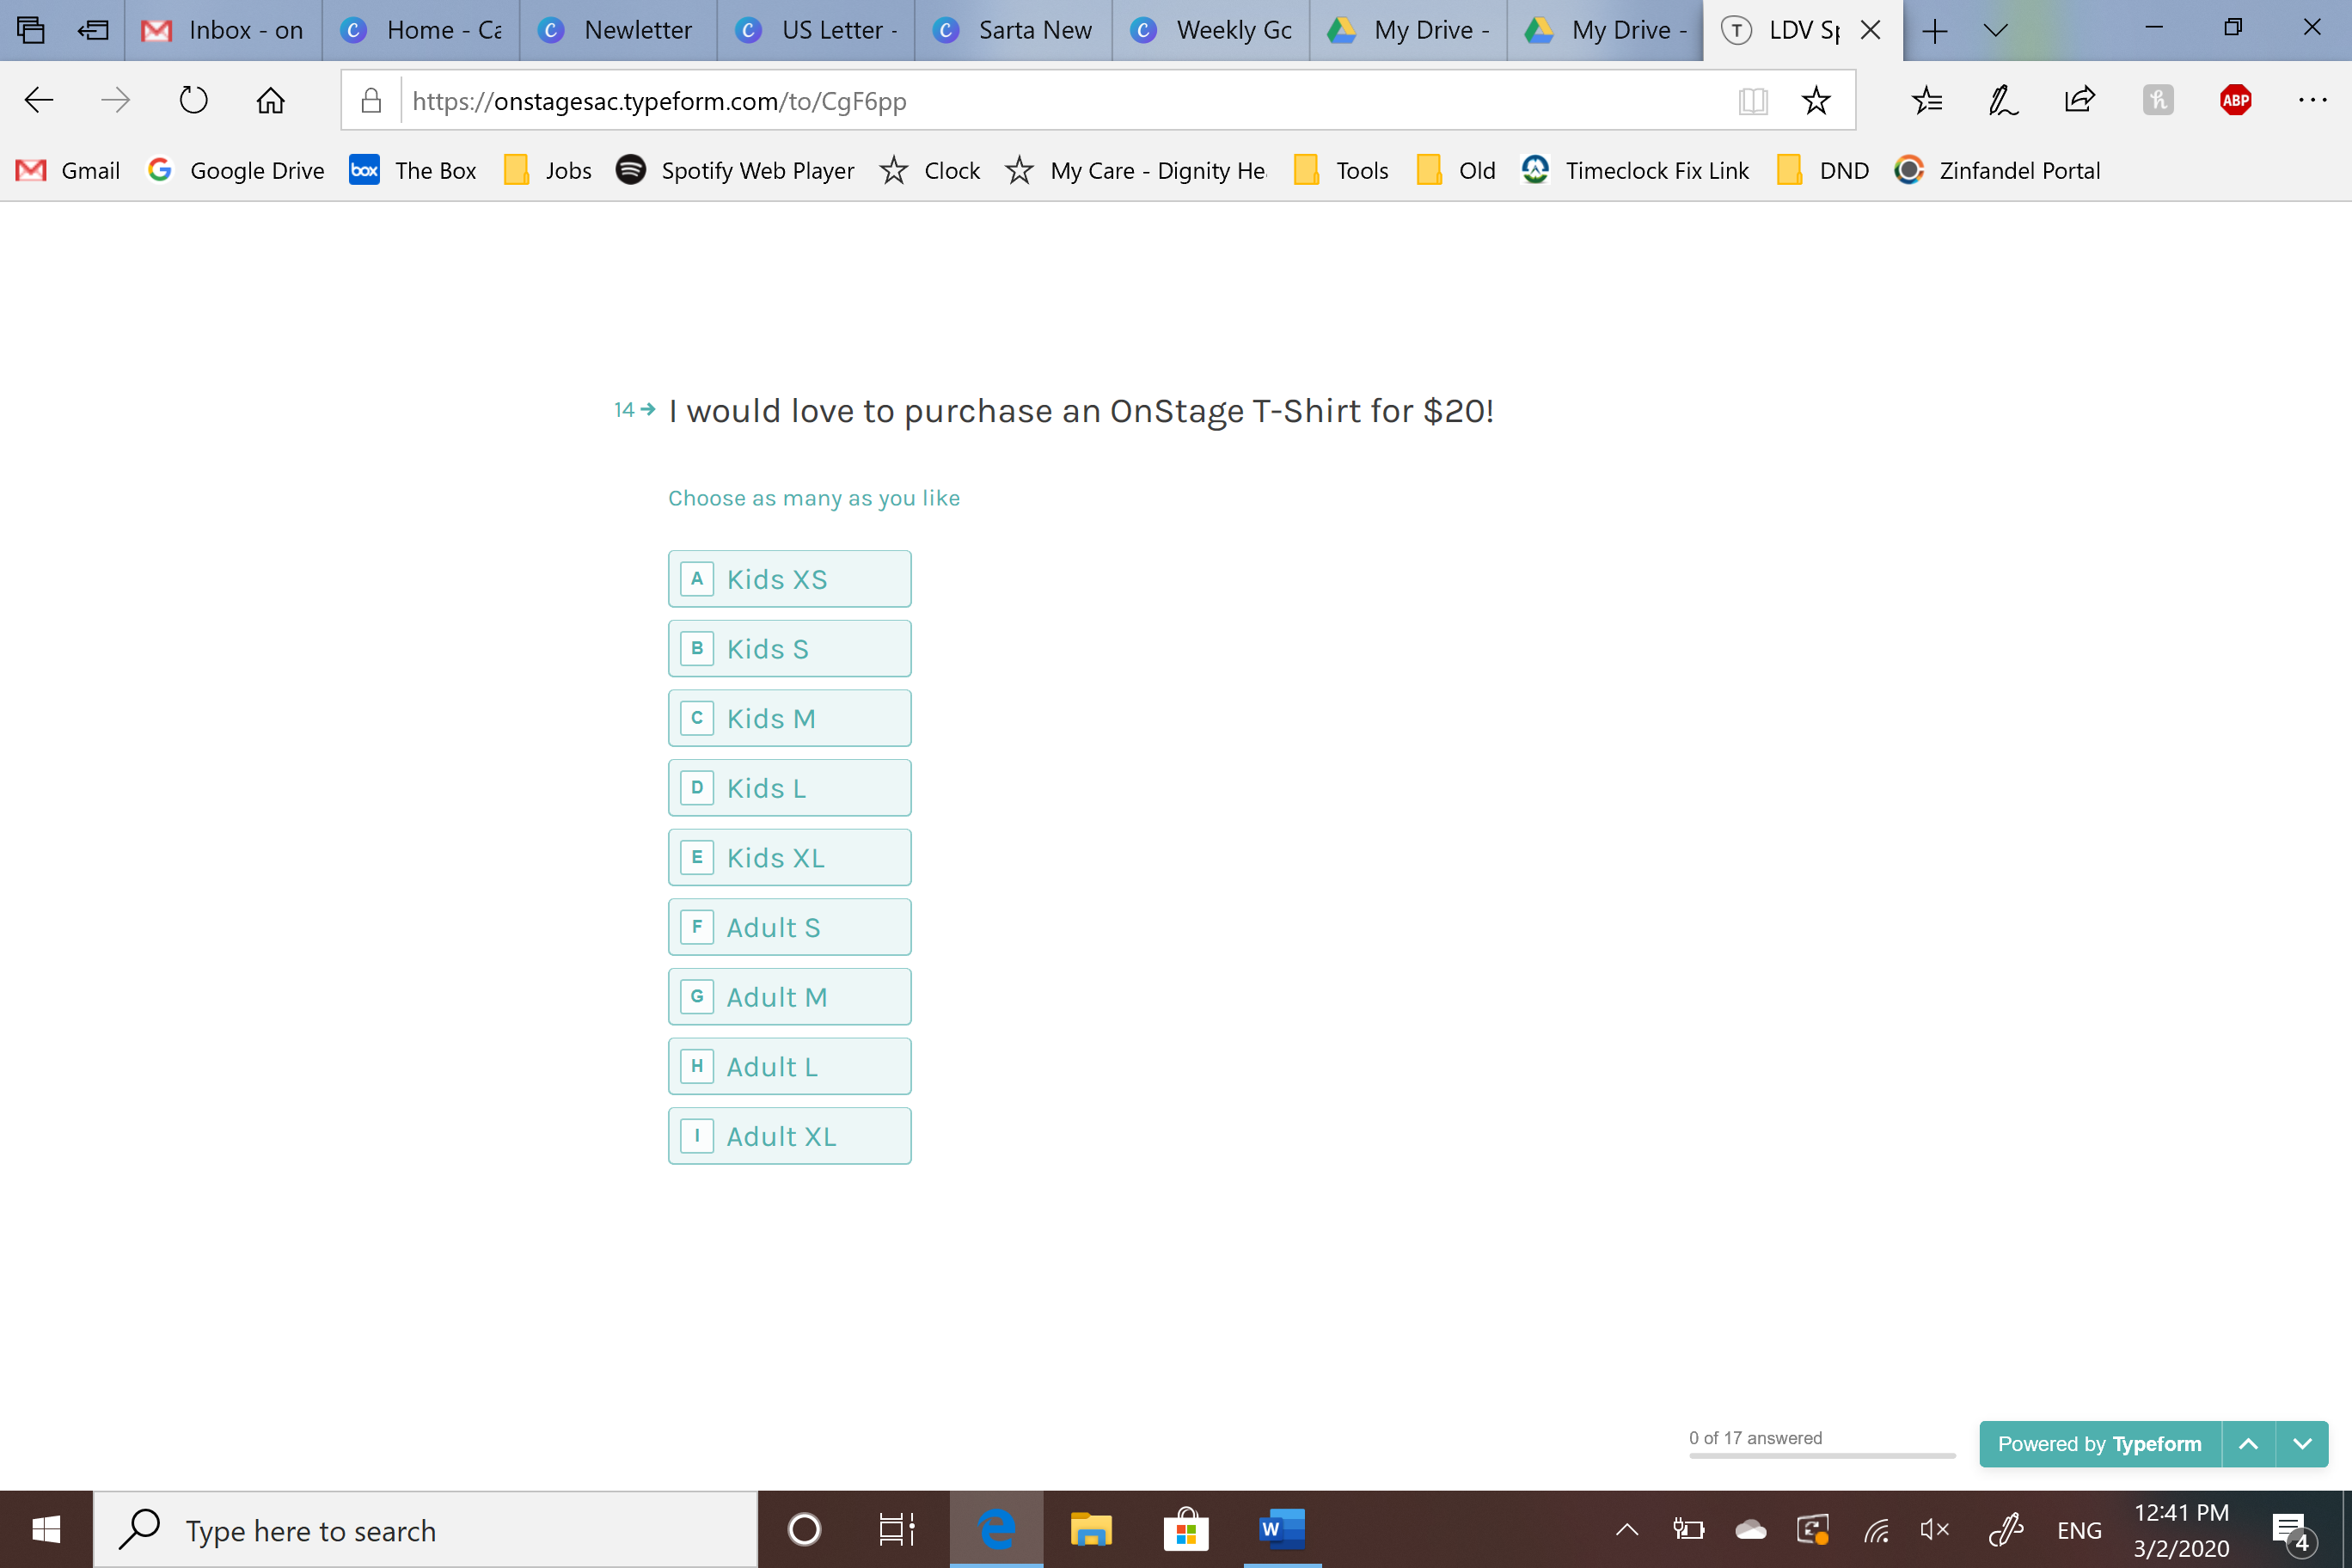 Inbox - on
Home - Ca
Newletter
US Letter -
Sarta New
Weekly Gc
My Drive -
My Drive -
T
LDV Sp
https://onstagesac.typeform.com/to/CgF6pp
ABP
Gmail
Google Drive
box
The Box
Jobs
Spotify Web Player
Clock
My Care - Dignity He
Tools
Old
Timeclock Fix Link
DND
Zinfandel Portal
14 → I would love to purchase an OnStage T-Shirt for $20!
Choose as many as you like
A Kids XS
B Kids S
C Kids M
D Kids L
E Kids XL
F Adult S
G Adult M
H Adult L
I Adult XL
0 of 17 answered
Powered by Typeform
Type here to search
W
ENG
12:41 PM
3/2/2020
4